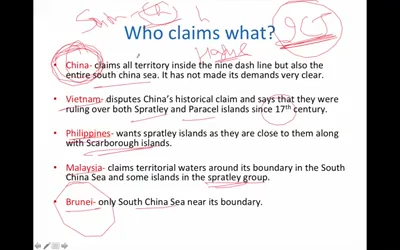 Who claims what?
ICJ
• China- claims all territory inside the nine dash line but also the
entire south china sea. It has not made its demands very clear.
• Vietnam- disputes China's historical claim and says that they were
ruling over both Spratley and Paracel islands since 17th century.
• Philippines- wants spratley islands as they are close to them along
with Scarborough islands.
• Malaysia- claims territorial waters around its boundary in the South
China Sea and some islands in the spratley group.
• Brunei- only South China Sea near its boundary.